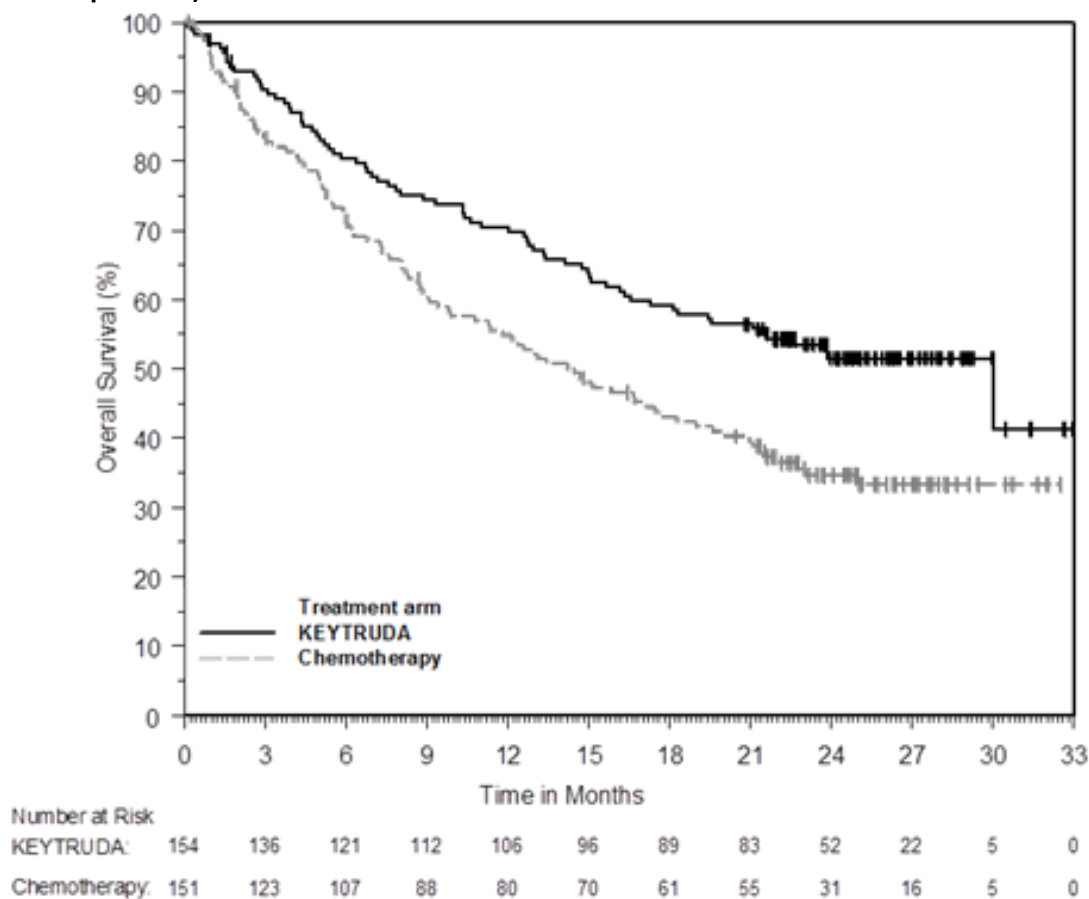 100
90
80
70
60
50
40
30
20
10
0
Overall Survival (%)
Treatment arm
KEYTRUDA
Chemotherapy
0 3 6 9 12 15 18 21 24 27 30 33
Time in Months
Number at Risk
KEYTRUDA: 154 136 121 112 106 96 89 83 52 22 5 0
Chemotherapy: 151 123 107 88 80 70 61 55 31 16 5 0